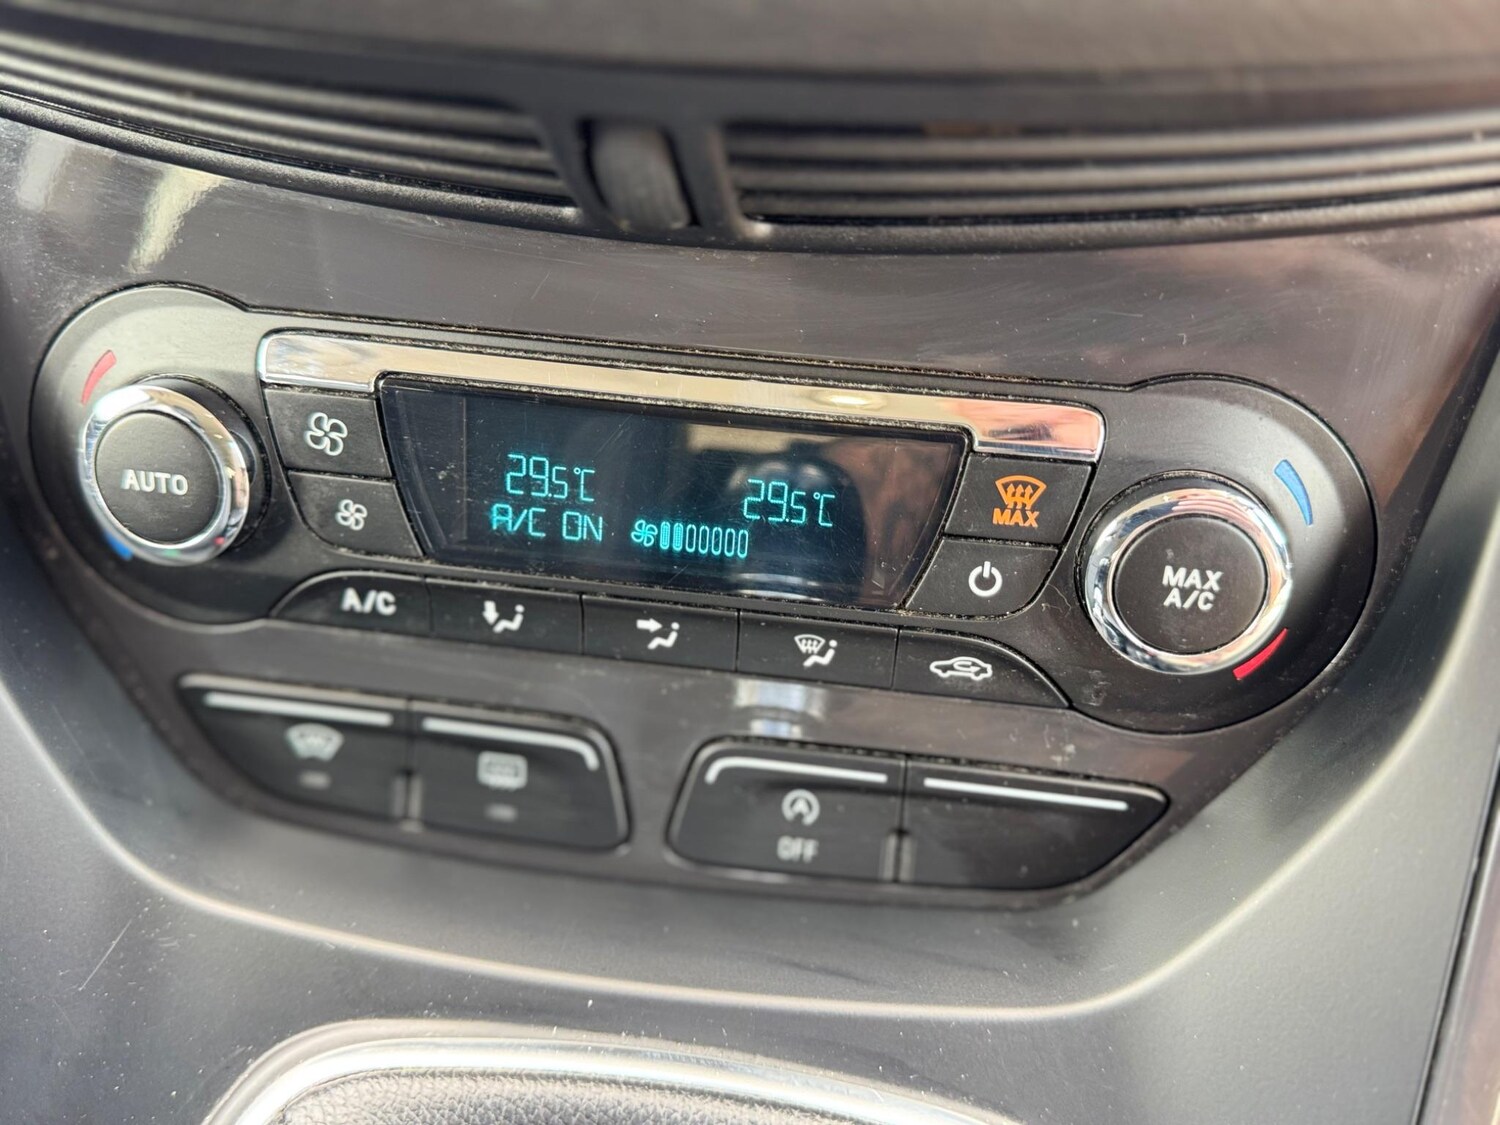 AUTO
29.5°C
29.5°C
A/C ON
MAX
MAX
A/C
A/C
OFF